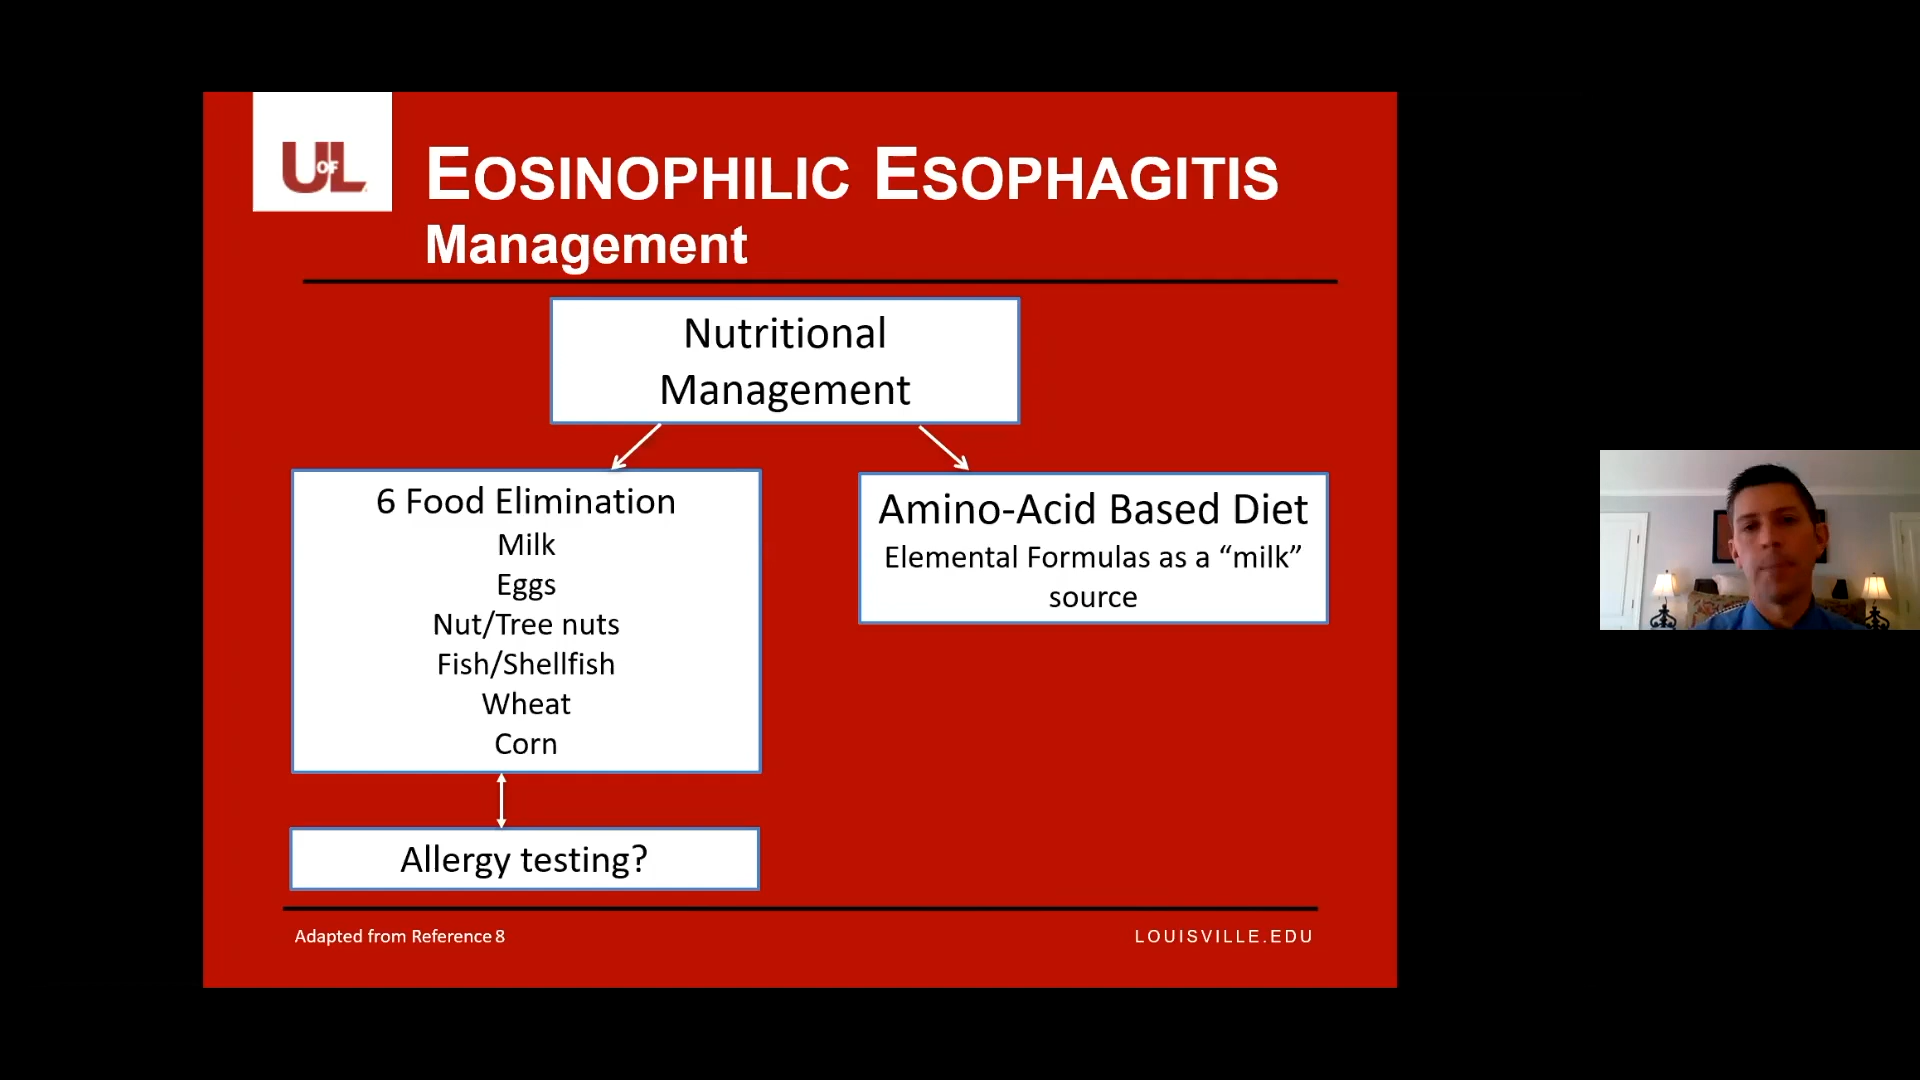 UOFL
EOSINOPHILIC ESOPHAGITIS
Management
Nutritional
Management
6 Food Elimination
Milk
Eggs
Nut/Tree nuts
Fish/Shellfish
Wheat
Corn
Amino-Acid Based Diet
Elemental Formulas as a “milk”
source
Allergy testing?
Adapted from Reference 8
LOUISVILLE.EDU